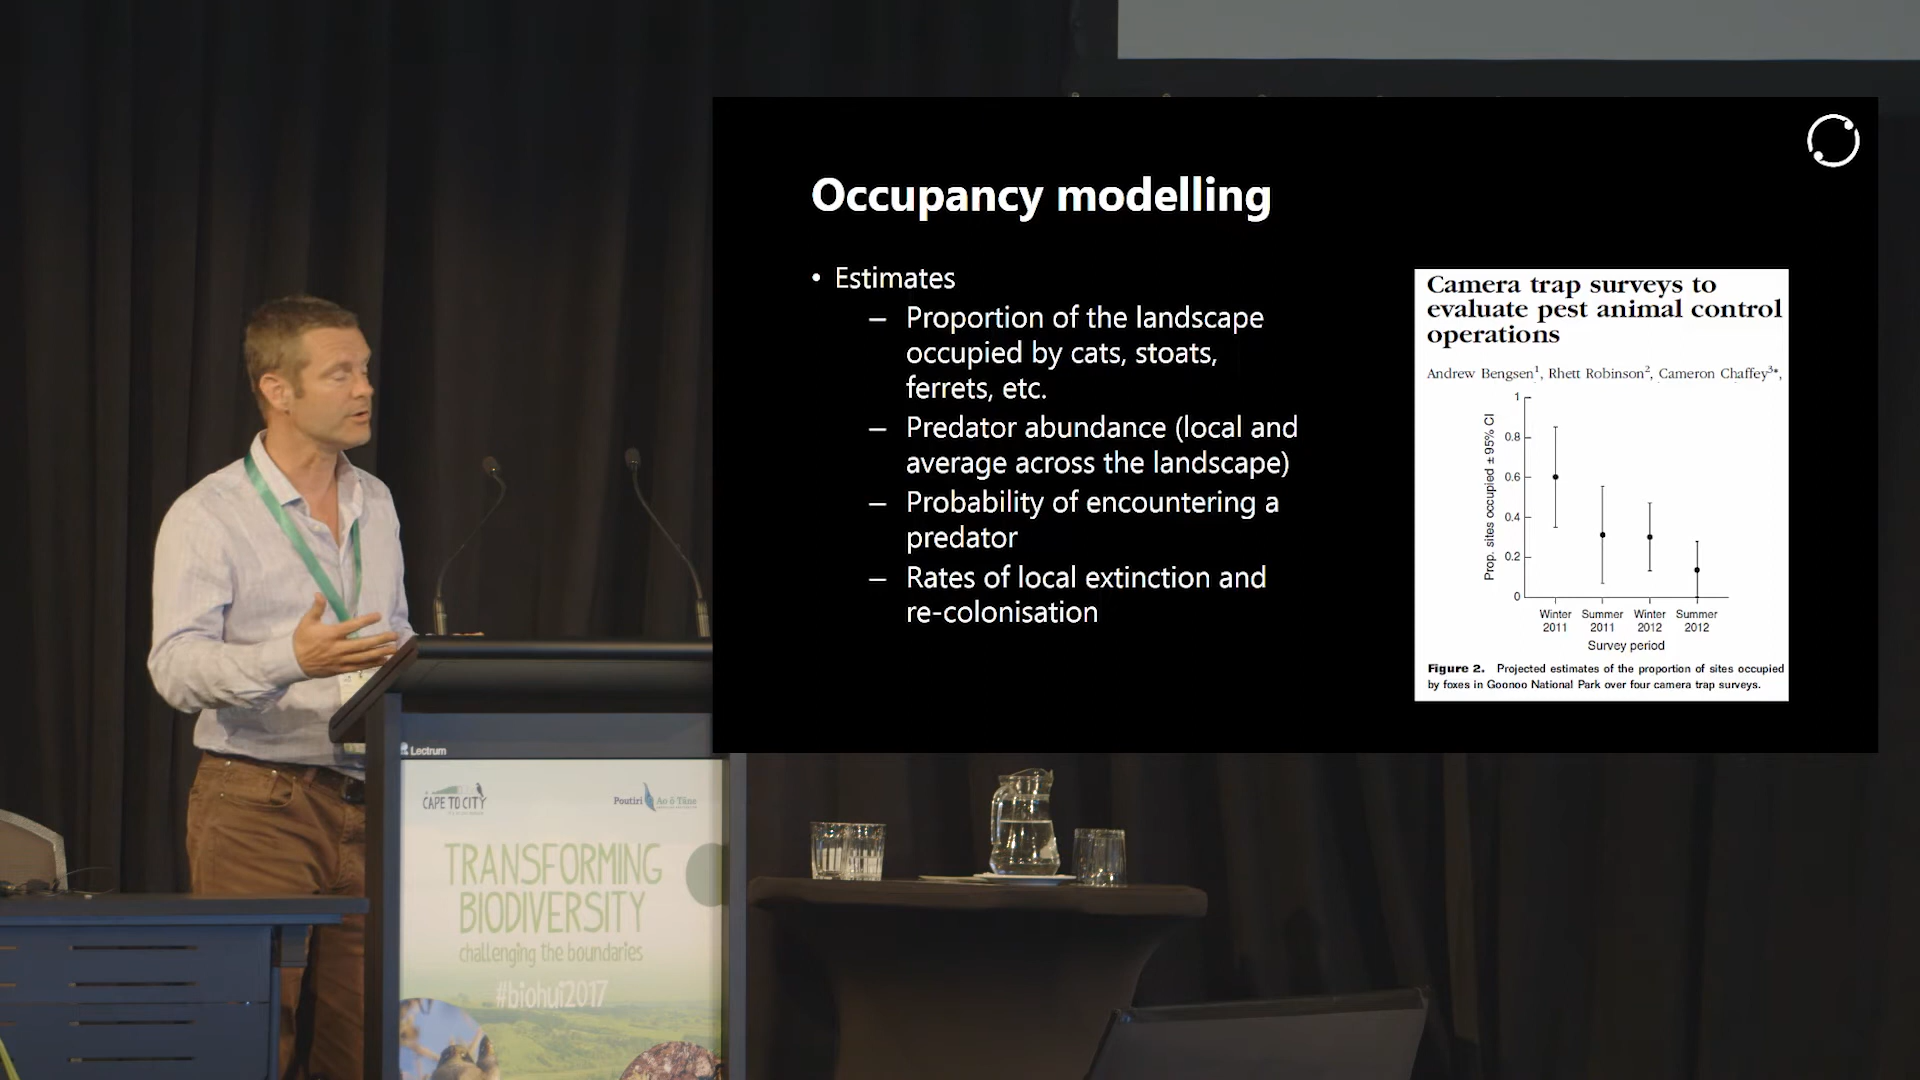 Occupancy modelling
• Estimates
– Proportion of the landscape
occupied by cats, stoats,
ferrets, etc.
– Predator abundance (local and
average across the landscape)
– Probability of encountering a
predator
– Rates of local extinction and
re-colonisation
Camera trap surveys to
evaluate pest animal control
operations
Andrew Bengsen¹, Rhett Robinson², Cameron Chaffey³*,
Prop. sites occupied ± 95% CI
1
0.8
0.6
0.4
0.2
0
Winter Summer Winter Summer
2011 2011 2012 2012
Survey period
Figure 2. Projected estimates of the proportion of sites occupied
by foxes in Goonoo National Park over four camera trap surveys.
Lectrum
CAPE TO CITY
Poutiri Ao ō Tāne
TRANSFORMING
BIODIVERSITY
challenging the boundaries
#biohui2017